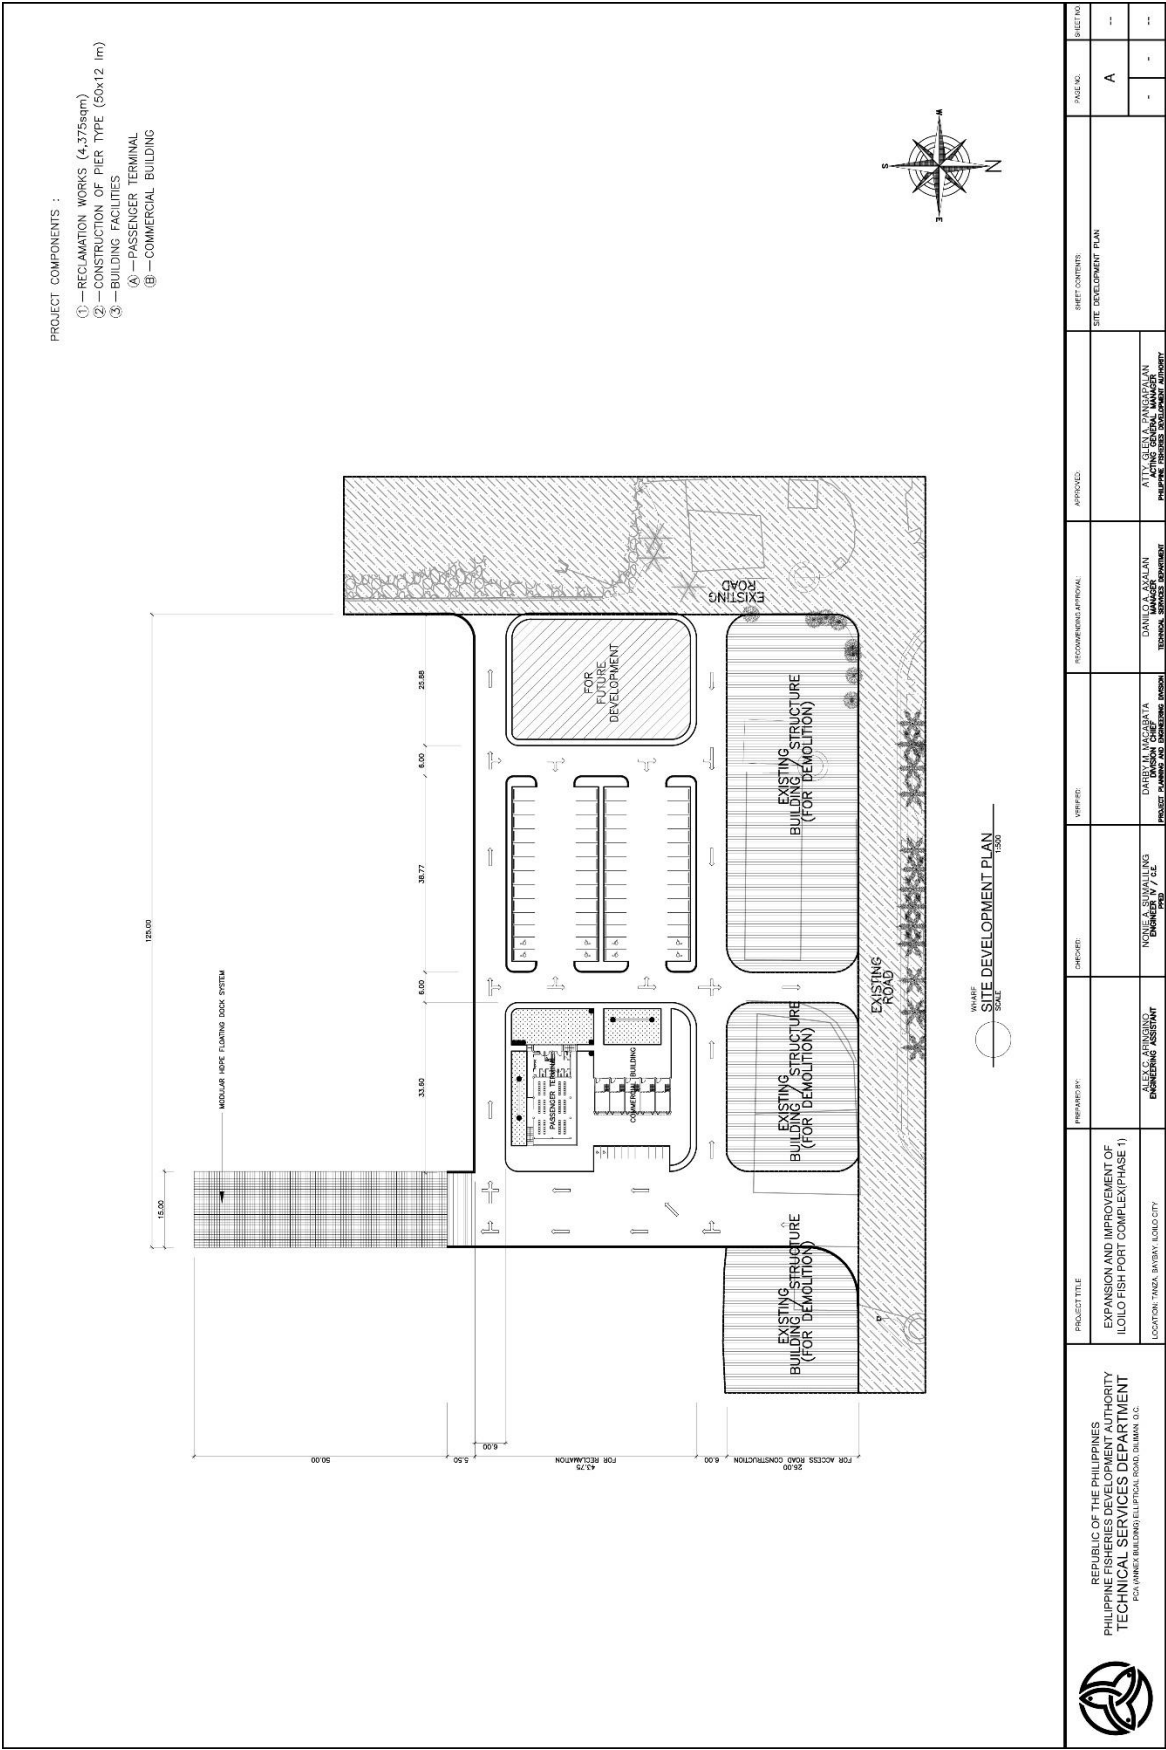 PROJECT COMPONENTS :
① —RECLAMATION WORKS (4,375sqm)
② —CONSTRUCTION OF PIER TYPE (50x12 lm)
③ —BUILDING FACILITIES
Ⓐ —PASSENGER TERMINAL
Ⓑ —COMMERCIAL BUILDING
W
S
N
E
MODULAR HDPE FLOATING DOCK SYSTEM
125.00
15.00
33.60
6.00
38.77
6.00
25.88
50.00
5.50
6.00
FOR RECLAMATION
43.75
6.00
FOR ACCESS ROAD CONSTRUCTION
26.00
PASSENGER TERMINAL
COMMERCIAL BUILDING
FOR
FUTURE
DEVELOPMENT
EXISTING
ROAD
EXISTING
BUILDING / STRUCTURE
(FOR DEMOLITION)
EXISTING
BUILDING / STRUCTURE
(FOR DEMOLITION)
EXISTING
BUILDING / STRUCTURE
(FOR DEMOLITION)
EXISTING
ROAD
WHARF
SITE DEVELOPMENT PLAN
SCALE
1:500
REPUBLIC OF THE PHILIPPINES
PHILIPPINE FISHERIES DEVELOPMENT AUTHORITY
TECHNICAL SERVICES DEPARTMENT
PCA (ANNEX BUILDING) ELLIPTICAL ROAD, DILIMAN Q.C.
PROJECT TITLE
EXPANSION AND IMPROVEMENT OF
ILOILO FISH PORT COMPLEX(PHASE 1)
LOCATION: TANZA, BAYBAY, ILOILO CITY
PREPARED BY:
ALEX C. ARINGINO
ENGINEERING ASSISTANT
CHECKED:
NONIE A. SUMALILING
ENGINEER IV / C.E.
PPED
VERIFIED:
DARBY M. MACABATA
DIVISION CHIEF
PROJECT PLANNING AND ENGINEERING DIVISION
RECOMMENDING APPROVAL:
DANILO A. AXALAN
MANAGER
TECHNICAL SERVICES DEPARTMENT
APPROVED:
ATTY. GLEN A. PANGAPALAN
ACTING GENERAL MANAGER
PHILIPPINE FISHERIES DEVELOPMENT AUTHORITY
SHEET CONTENTS:
SITE DEVELOPMENT PLAN
PAGE NO.
A
-
-
SHEET NO.
--
--